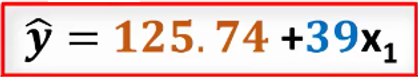 ŷ = 125.74 +39x₁